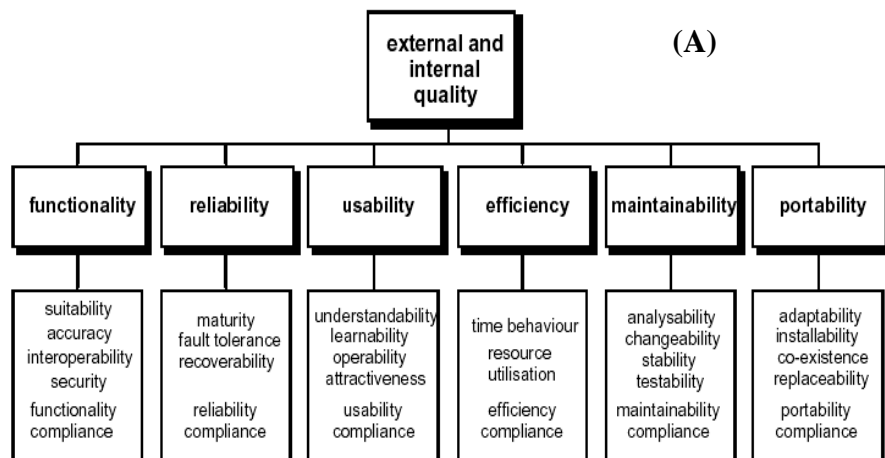 external and
internal
quality
(A)
functionality
reliability
usability
efficiency
maintainability
portability
suitability
accuracy
interoperability
security
functionality
compliance
maturity
fault tolerance
recoverability
reliability
compliance
understandability
learnability
operability
attractiveness
usability
compliance
time behaviour
resource
utilisation
efficiency
compliance
analysability
changeability
stability
testability
maintainability
compliance
adaptability
installability
co-existence
replaceability
portability
compliance